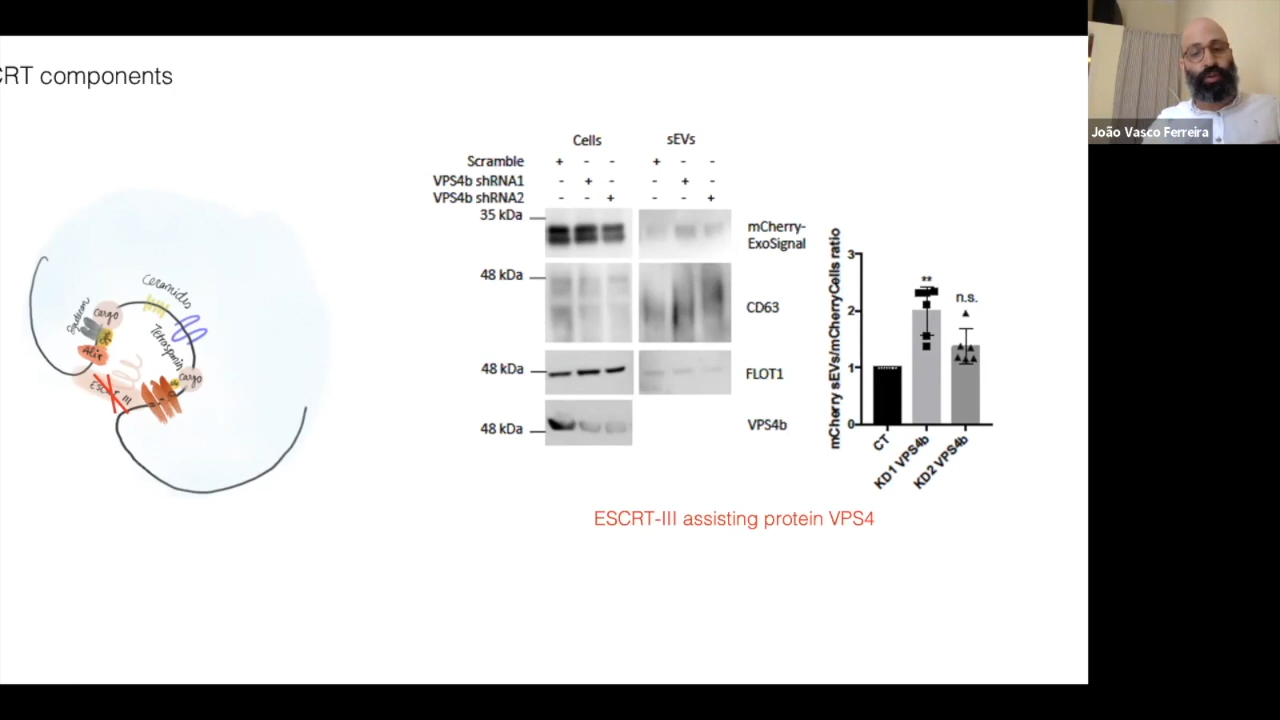 CRT components
João Vasco Ferreira
Cells sEVs
Scramble + - - + - -
VPS4b shRNA1 - + - - + -
VPS4b shRNA2 - - + - - +
35 kDa
mCherry-
ExoSignal
48 kDa
CD63
48 kDa
FLOT1
48 kDa
VPS4b
mCherry sEVs/mCherryCells ratio
3
2
1
0
**
n.s.
CT
KD1 VPS4b
KD2 VPS4b
Ceramides
Syntenin
cargo
Alix
Tetraspanin
cargo
III
ESCRT-III assisting protein VPS4